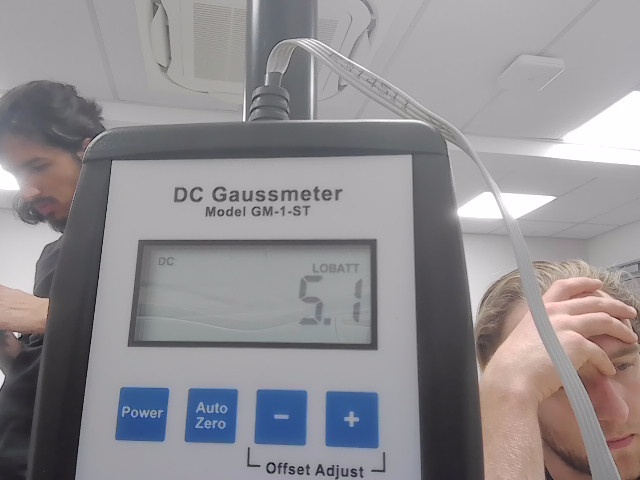 DC Gaussmeter
Model GM-1-ST
DC
LOBATT
5.1
Power
Auto
Zero
-
+
Offset Adjust